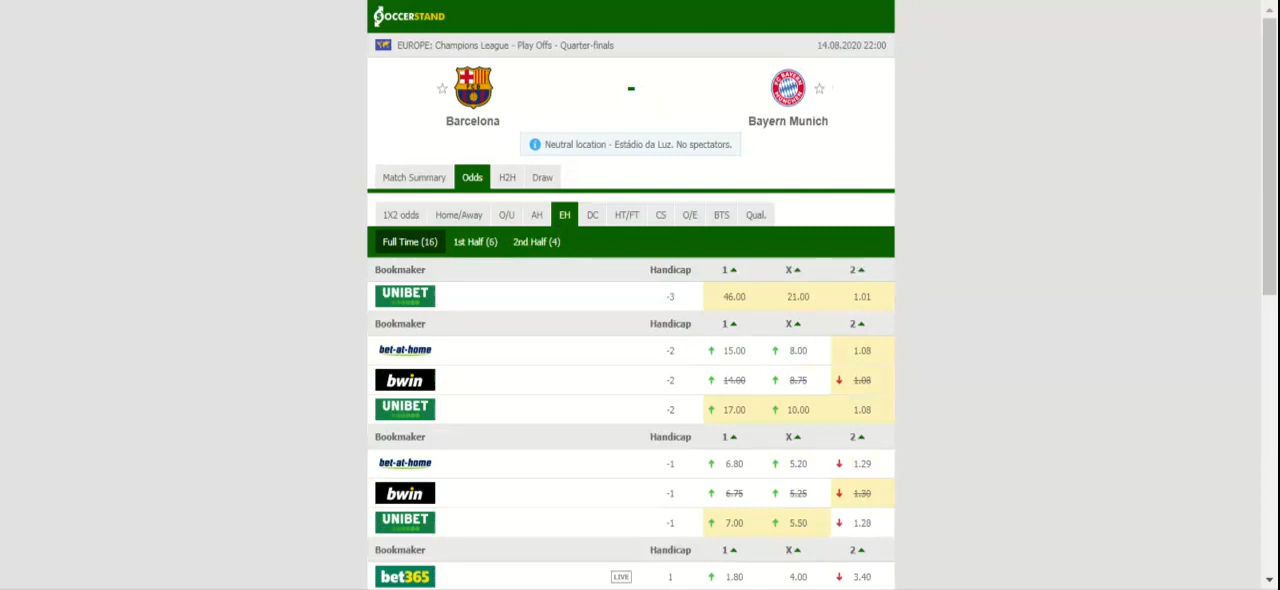 SOCCERSTAND
EUROPE: Champions League - Play Offs - Quarter-finals 14.08.2020 22:00
-
Barcelona Bayern Munich
Neutral location - Estádio da Luz. No spectators.
Match Summary Odds H2H Draw
1X2 odds Home/Away O/U AH EH DC HT/FT CS O/E BTS Qual.
Full Time (16) 1st Half (6) 2nd Half (4)
Bookmaker Handicap 1 X 2
UNIBET -3 46.00 21.00 1.01
Bookmaker Handicap 1 X 2
bet-at-home -2 15.00 8.00 1.08
bwin -2 14.00 8.75 1.08
UNIBET -2 17.00 10.00 1.08
Bookmaker Handicap 1 X 2
bet-at-home -1 6.80 5.20 1.29
bwin -1 6.75 5.25 1.30
UNIBET -1 7.00 5.50 1.28
Bookmaker Handicap 1 X 2
bet365 LIVE 1 1.80 4.00 3.40